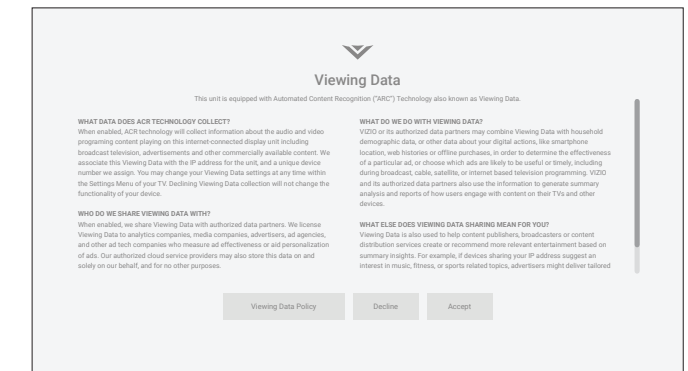 Viewing Data
This unit is equipped with Automated Content Recognition ("ARC") Technology also known as Viewing Data.
WHAT DATA DOES ACR TECHNOLOGY COLLECT?
When enabled, ACR technology will collect information about the audio and video
programing content playing on this internet-connected display unit including
broadcast television, advertisements and other commercially available content. We
associate this Viewing Data with the IP address for the unit, and a unique device
number we assign. You may change your Viewing Data settings at any time within
the Settings Menu of your TV. Declining Viewing Data collection will not change the
functionality of your device.
WHO DO WE SHARE VIEWING DATA WITH?
When enabled, we share Viewing Data with authorized data partners. We license
Viewing Data to analytics companies, media companies, advertisers, ad agencies,
and other ad tech companies who measure ad effectiveness or aid personalization
of ads. Our authorized cloud service providers may also store this data on and
solely on our behalf, and for no other purposes.
WHAT DO WE DO WITH VIEWING DATA?
VIZIO or its authorized data partners may combine Viewing Data with household
demographic data, or other data about your digital actions, like smartphone
location, web histories or offline purchases, in order to determine the effectiveness
of a particular ad, or choose which ads are likely to be useful or timely, including
during broadcast, cable, satellite, or internet based television programming. VIZIO
and its authorized data partners also use the information to generate summary
analysis and reports of how users engage with content on their TVs and other
devices.
WHAT ELSE DOES VIEWING DATA SHARING MEAN FOR YOU?
Viewing Data is also used to help content publishers, broadcasters or content
distribution services create or recommend more relevant entertainment based on
summary insights. For example, if devices sharing your IP address suggest an
interest in music, fitness, or sports related topics, advertisers might deliver tailored
Viewing Data Policy
Decline
Accept